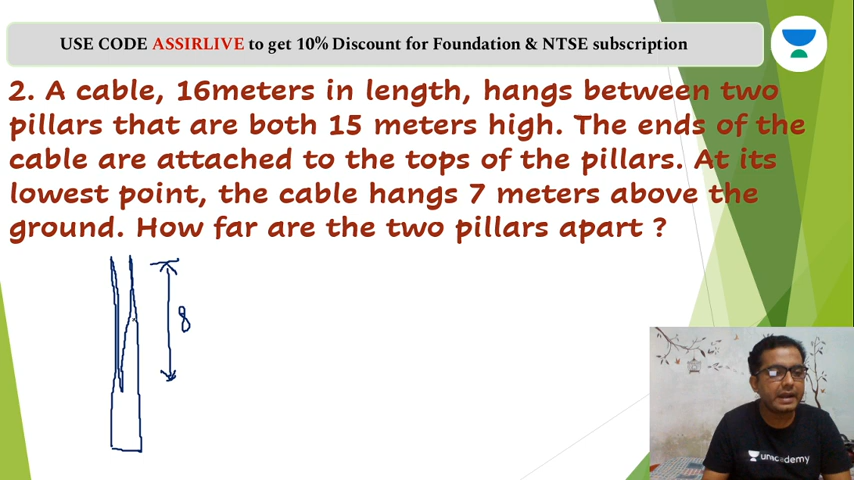 USE CODE ASSIRLIVE to get 10% Discount for Foundation & NTSE subscription
2. A cable, 16meters in length, hangs between two
pillars that are both 15 meters high. The ends of the
cable are attached to the tops of the pillars. At its
lowest point, the cable hangs 7 meters above the
ground. How far are the two pillars apart ?
8
unacademy